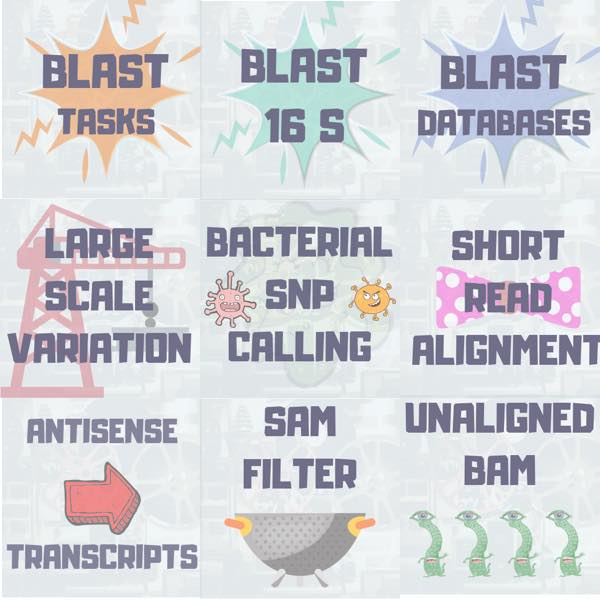 BLAST
TASKS
BLAST
16 S
BLAST
DATABASES
LARGE
SCALE
VARIATION
BACTERIAL
SNP
CALLING
SHORT
READ
ALIGNMENT
ANTISENSE
TRANSCRIPTS
SAM
FILTER
UNALIGNED
BAM